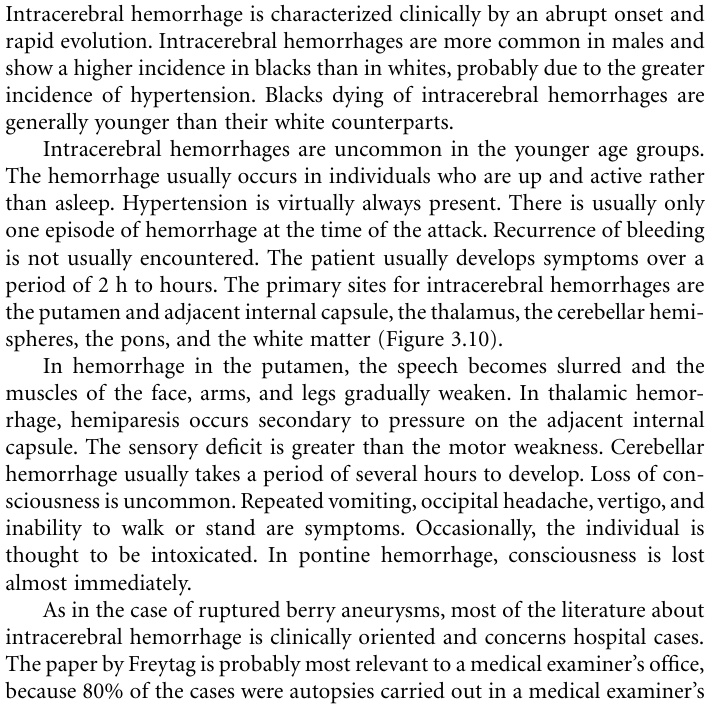 Intracerebral hemorrhage is characterized clinically by an abrupt onset and
rapid evolution. Intracerebral hemorrhages are more common in males and
show a higher incidence in blacks than in whites, probably due to the greater
incidence of hypertension. Blacks dying of intracerebral hemorrhages are
generally younger than their white counterparts.
Intracerebral hemorrhages are uncommon in the younger age groups.
The hemorrhage usually occurs in individuals who are up and active rather
than asleep. Hypertension is virtually always present. There is usually only
one episode of hemorrhage at the time of the attack. Recurrence of bleeding
is not usually encountered. The patient usually develops symptoms over a
period of 2 h to hours. The primary sites for intracerebral hemorrhages are
the putamen and adjacent internal capsule, the thalamus, the cerebellar hemi-
spheres, the pons, and the white matter (Figure 3.10).
In hemorrhage in the putamen, the speech becomes slurred and the
muscles of the face, arms, and legs gradually weaken. In thalamic hemor-
rhage, hemiparesis occurs secondary to pressure on the adjacent internal
capsule. The sensory deficit is greater than the motor weakness. Cerebellar
hemorrhage usually takes a period of several hours to develop. Loss of con-
sciousness is uncommon. Repeated vomiting, occipital headache, vertigo, and
inability to walk or stand are symptoms. Occasionally, the individual is
thought to be intoxicated. In pontine hemorrhage, consciousness is lost
almost immediately.
As in the case of ruptured berry aneurysms, most of the literature about
intracerebral hemorrhage is clinically oriented and concerns hospital cases.
The paper by Freytag is probably most relevant to a medical examiner’s office,
because 80% of the cases were autopsies carried out in a medical examiner’s